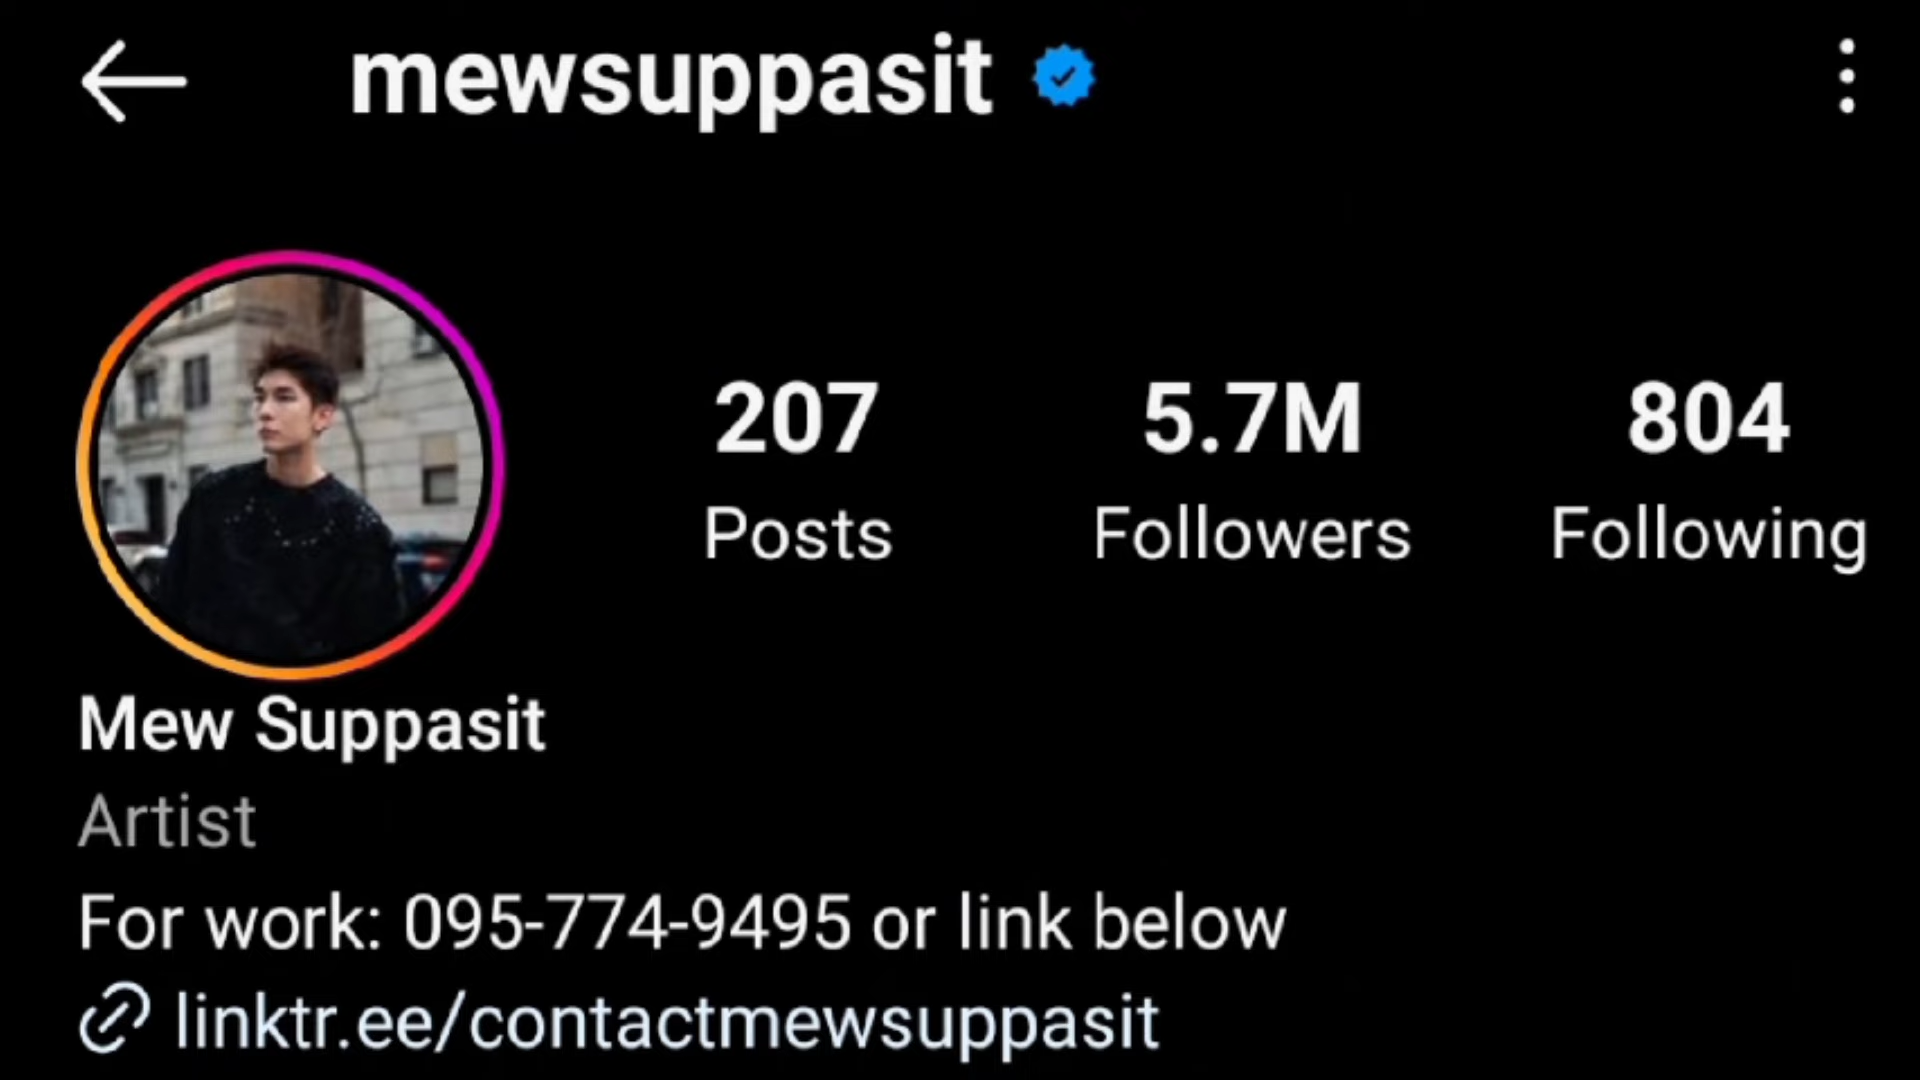 mewsuppasit
207 5.7M 804
Posts Followers Following
Mew Suppasit
Artist
For work: 095-774-9495 or link below
linktr.ee/contactmewsuppasit